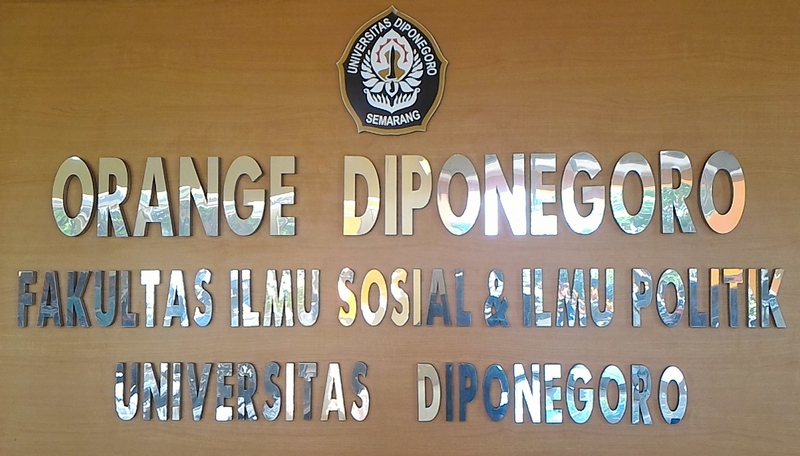 UNIVERSITAS DIPONEGORO
SEMARANG
ORANGE DIPONEGORO
FAKULTAS ILMU SOSIAL & ILMU POLITIK
UNIVERSITAS DIPONEGORO